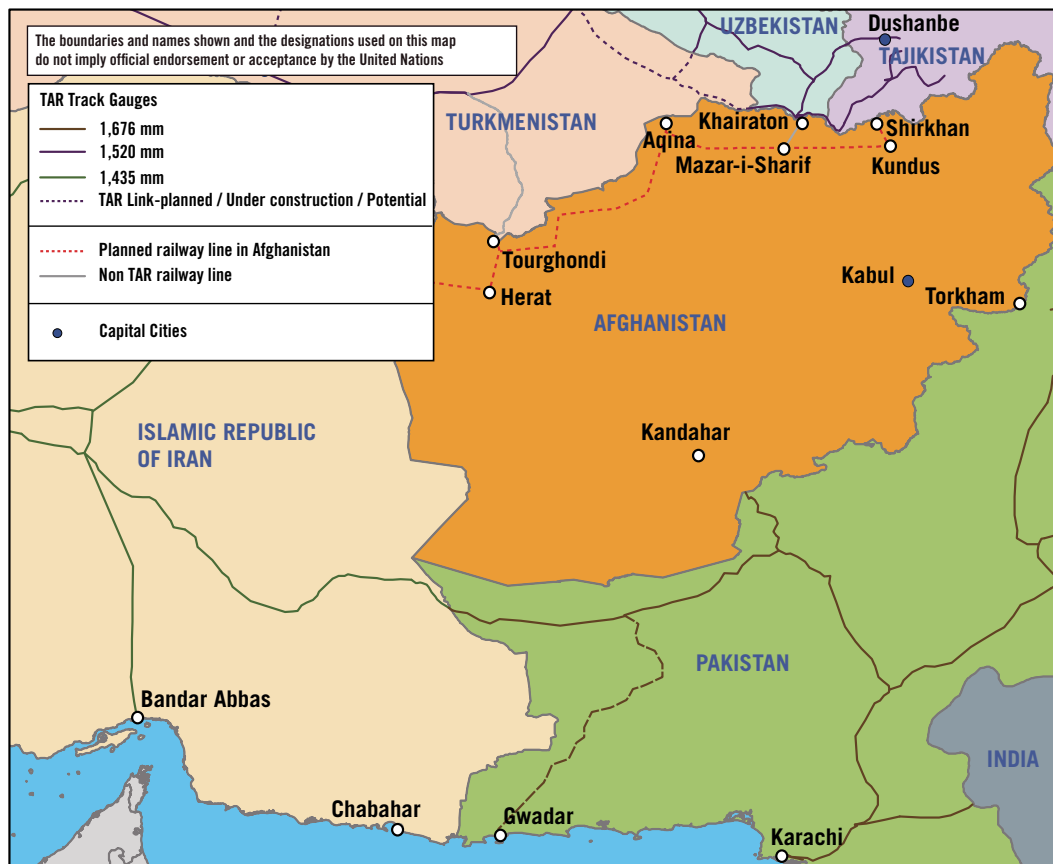 The boundaries and names shown and the designations used on this map
do not imply official endorsement or acceptance by the United Nations
TAR Track Gauges
1,676 mm
1,520 mm
1,435 mm
TAR Link-planned / Under construction / Potential
Planned railway line in Afghanistan
Non TAR railway line
Capital Cities
UZBEKISTAN
Dushanbe
TAJIKISTAN
TURKMENISTAN
Aqina
Khairaton
Shirkhan
Mazar-i-Sharif
Kundus
Tourghondi
Herat
Kabul
Torkham
AFGHANISTAN
Kandahar
ISLAMIC REPUBLIC
OF IRAN
PAKISTAN
Bandar Abbas
INDIA
Chabahar
Gwadar
Karachi